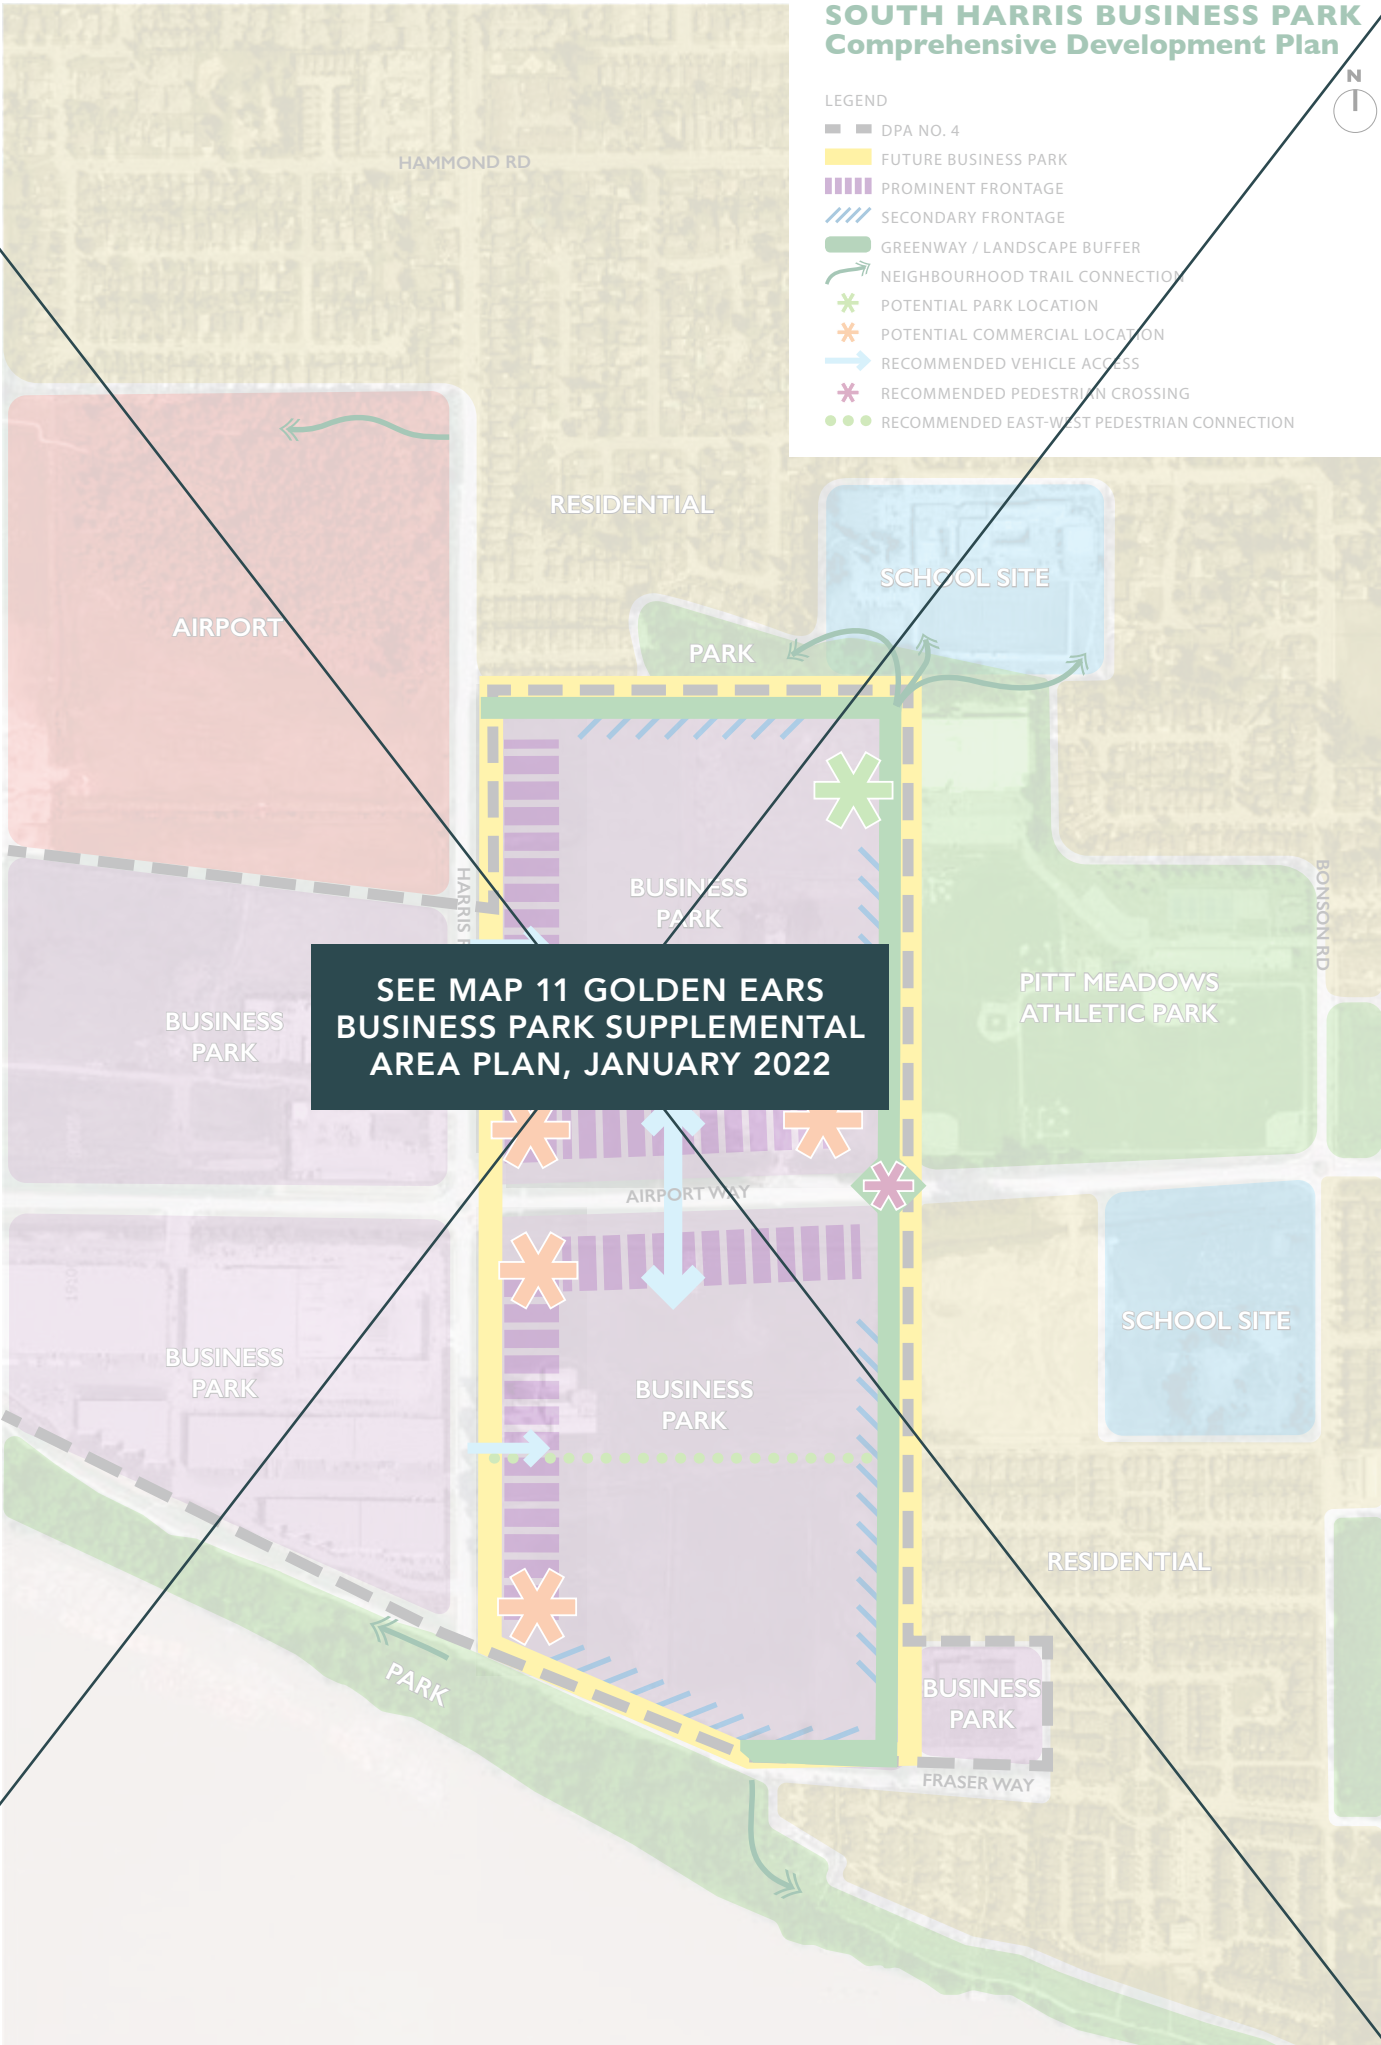 SOUTH HARRIS BUSINESS PARK
Comprehensive Development Plan
N
LEGEND
DPA NO. 4
FUTURE BUSINESS PARK
PROMINENT FRONTAGE
SECONDARY FRONTAGE
GREENWAY / LANDSCAPE BUFFER
NEIGHBOURHOOD TRAIL CONNECTION
POTENTIAL PARK LOCATION
POTENTIAL COMMERCIAL LOCATION
RECOMMENDED VEHICLE ACCESS
RECOMMENDED PEDESTRIAN CROSSING
RECOMMENDED EAST-WEST PEDESTRIAN CONNECTION
HAMMOND RD
RESIDENTIAL
SCHOOL SITE
AIRPORT
PARK
HARRIS
BUSINESS
PARK
BONSON RD
PITT MEADOWS
ATHLETIC PARK
BUSINESS
PARK
SEE MAP 11 GOLDEN EARS
BUSINESS PARK SUPPLEMENTAL
AREA PLAN, JANUARY 2022
AIRPORT WAY
SCHOOL SITE
BUSINESS
PARK
BUSINESS
PARK
RESIDENTIAL
PARK
BUSINESS
PARK
FRASER WAY